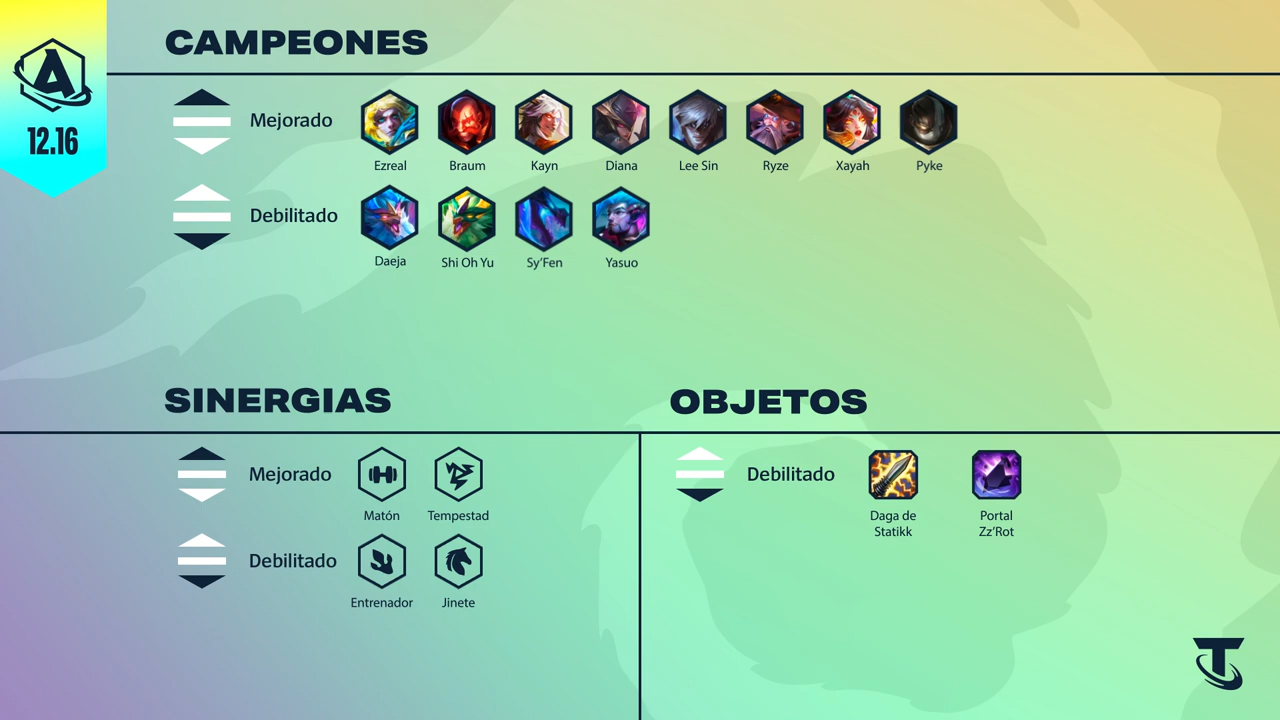 CAMPEONES
A
12.16
Mejorado
Ezreal Braum Kayn Diana Lee Sin Ryze Xayah Pyke
Debilitado
Daeja Shi Oh Yu Sy'Fen Yasuo
SINERGIAS
Mejorado
Matón Tempestad
Debilitado
Entrenador Jinete
OBJETOS
Debilitado
Daga de Statikk
Portal Zz'Rot
T